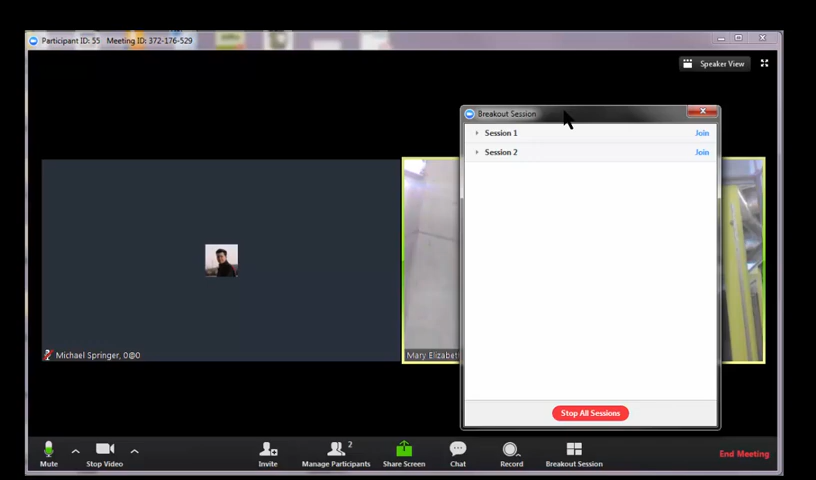 Participant ID: 55 Meeting ID: 372-176-529
Speaker View
Breakout Session
Session 1 Join
Session 2 Join
Michael Springer, 0@0
Mary Elizabet
Stop All Sessions
2
Mute
Stop Video
Invite
Manage Participants
Share Screen
Chat
Record
Breakout Session
End Meeting